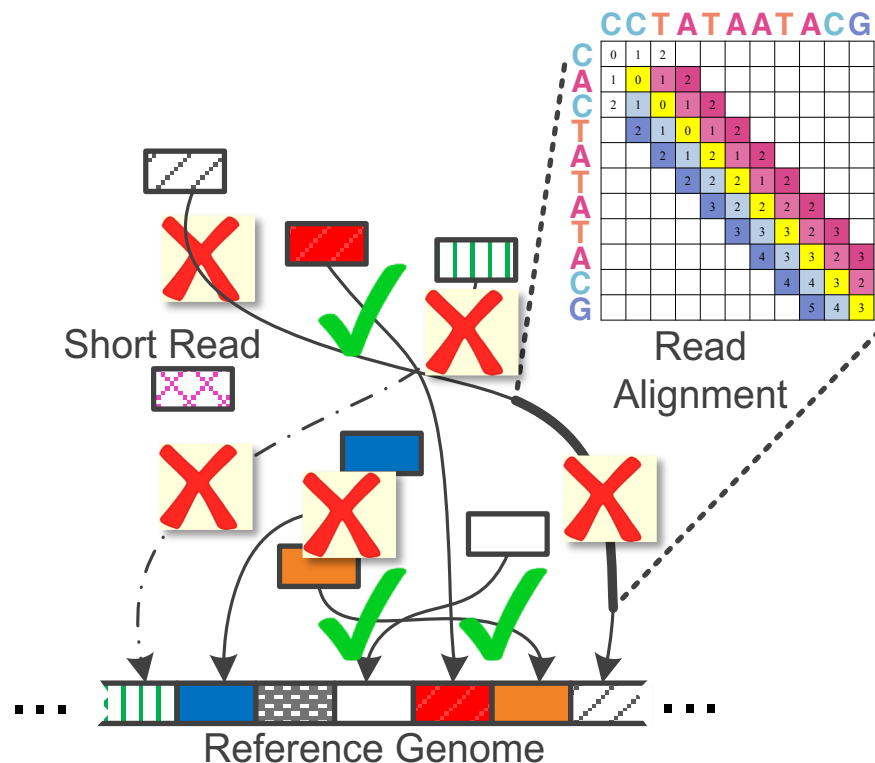 C C T A T A A T A C G
C 0 1 2
A 1 0 1 2
C 2 1 0 1 2
T 2 1 0 1 2
A 2 1 2 1 2
T 2 2 2 1 2
A 3 2 2 2 2
T 3 3 3 2 3
A 4 3 3 2 3
C 4 4 3 2
G 5 4 3
Short Read
Read
Alignment
... ...
Reference Genome